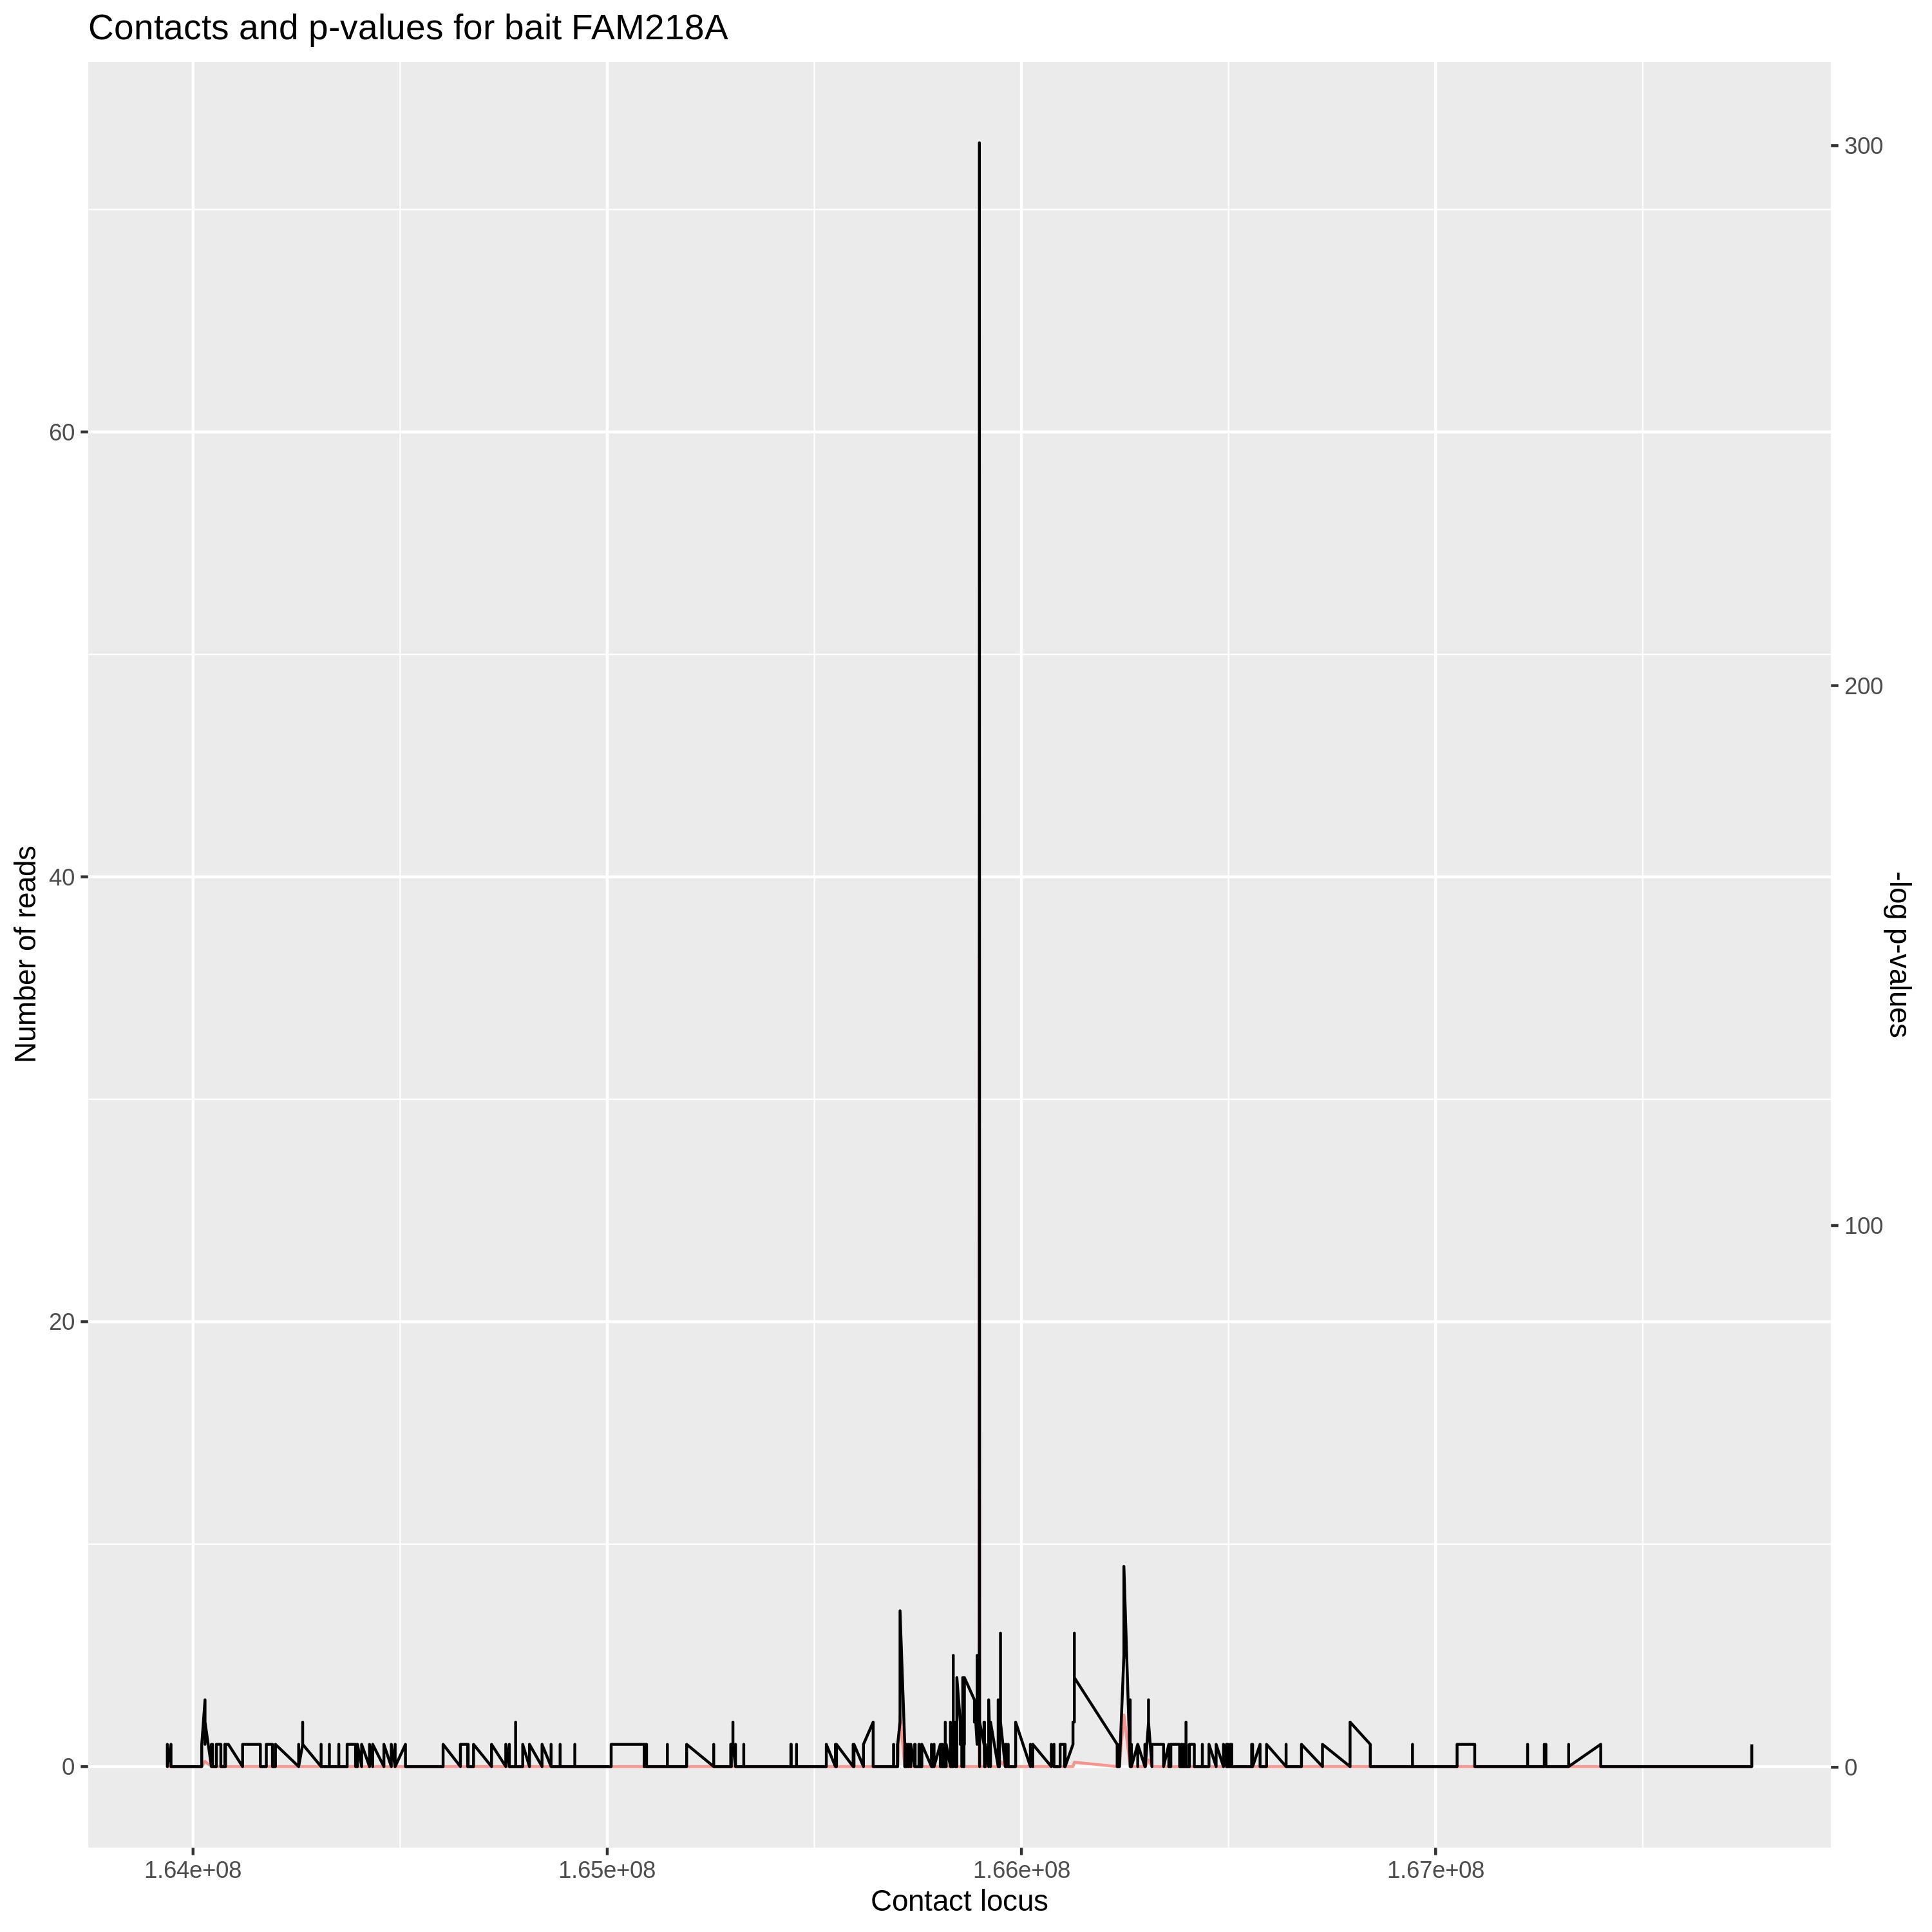 Contacts and p-values for bait FAM218A
300
60
200
40
Number of reads
-log p-values
100
20
0
0
1.64e+08
1.65e+08
1.66e+08
1.67e+08
Contact locus